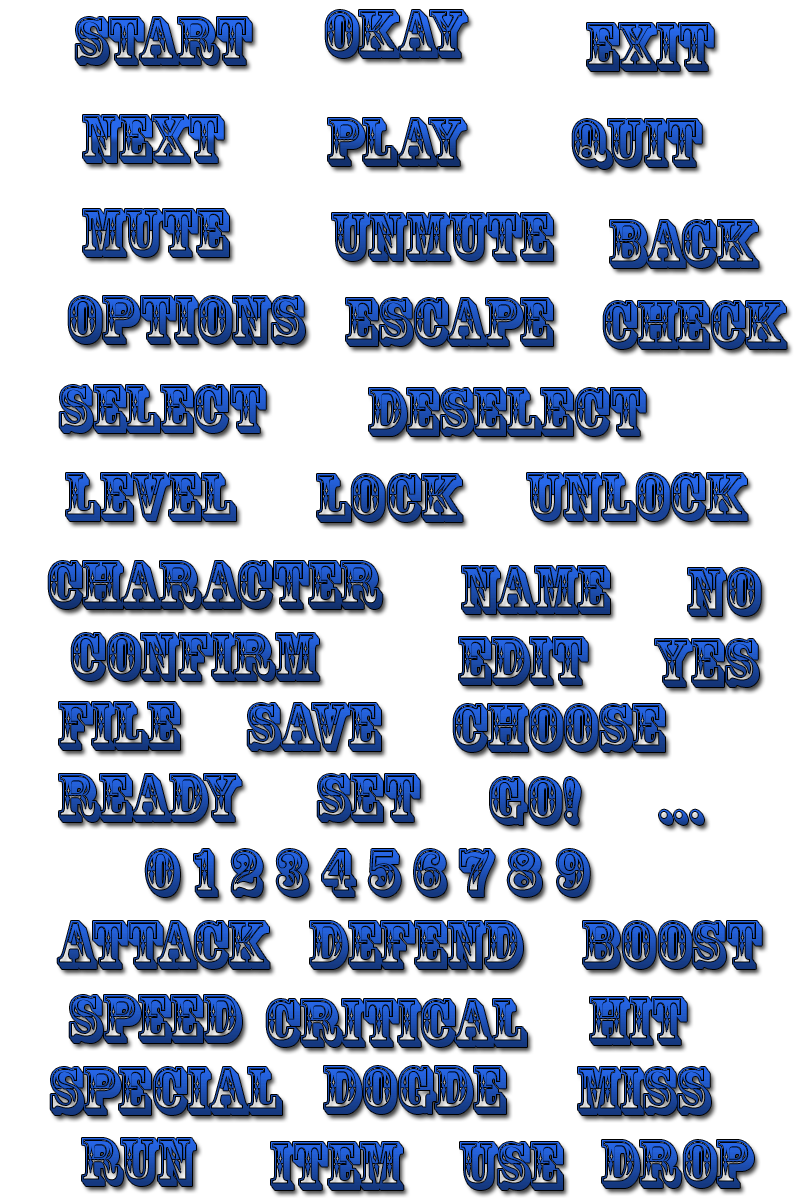 START OKAY EXIT
NEXT PLAY QUIT
MUTE UNMUTE BACK
OPTIONS ESCAPE CHECK
SELECT DESELECT
LEVEL LOCK UNLOCK
CHARACTER NAME NO
CONFIRM EDIT YES
FILE SAVE CHOOSE
READY SET GO! ...
0 1 2 3 4 5 6 7 8 9
ATTACK DEFEND BOOST
SPEED CRITICAL HIT
SPECIAL DOGDE MISS
RUN ITEM USE DROP